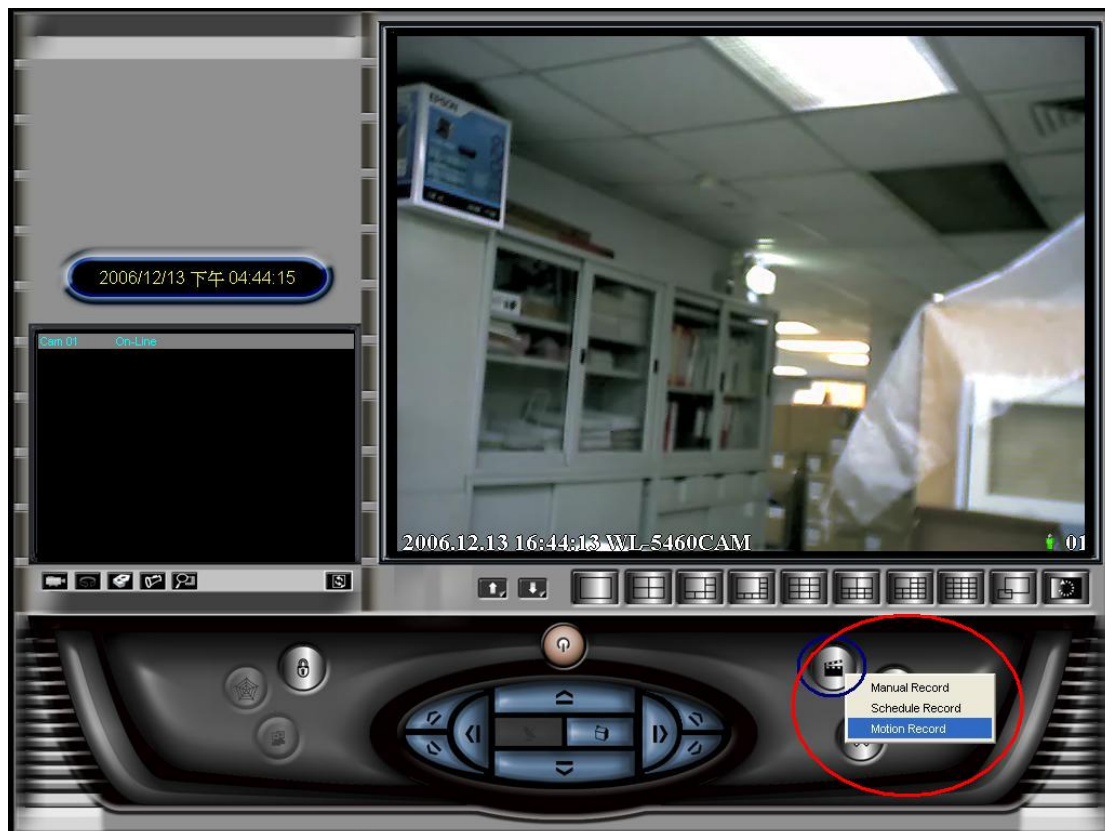 EPSON
2006/12/13 下午 04:44:15
Cam 01 On-Line
2006.12.13 16:44:13 WL-5460CAM
01
Manual Record
Schedule Record
Motion Record